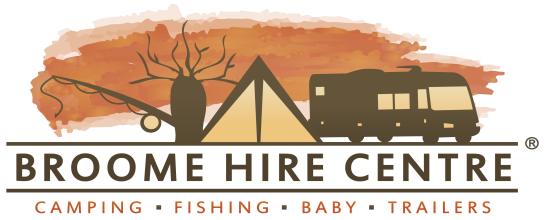 BROOME HIRE CENTRE®
CAMPING ▪ FISHING ▪ BABY ▪ TRAILERS